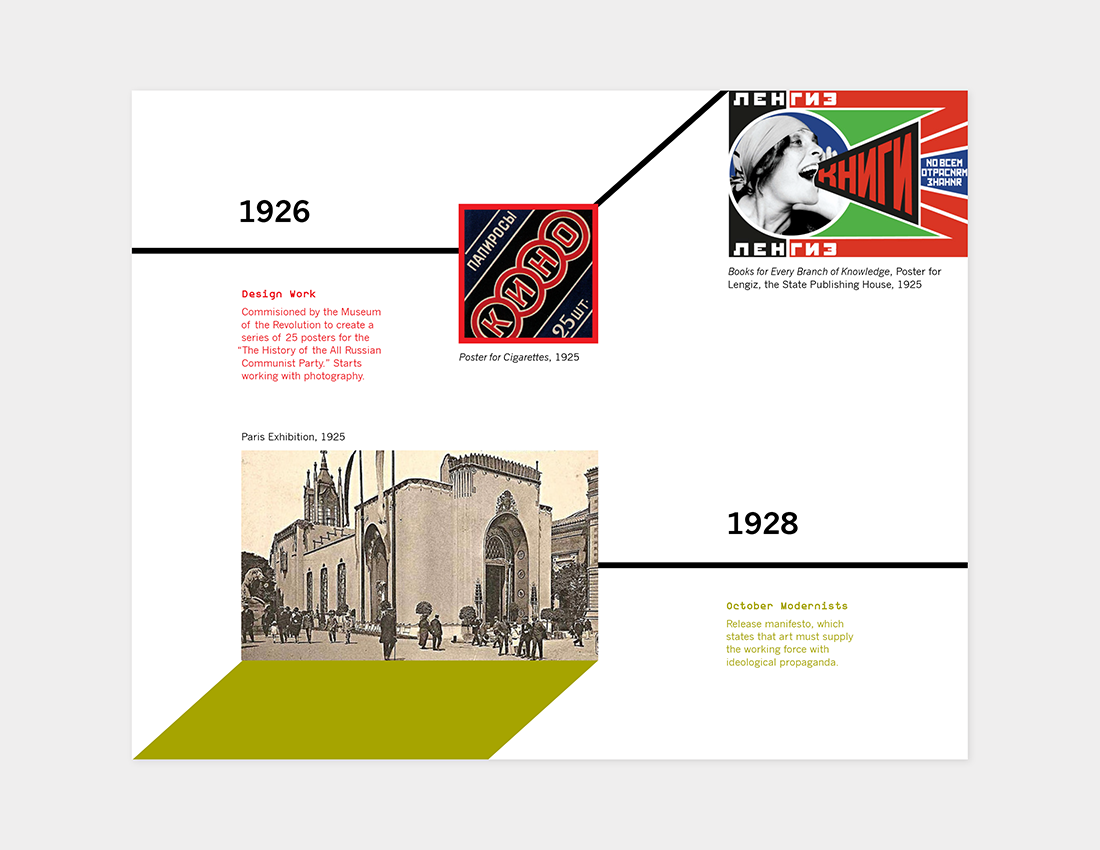 ЛЕНГИЗ
КНИГИ
ПО ВСЕМ
ОТРАСЛЯМ
ЗНАНИЯ
ЛЕНГИЗ
Books for Every Branch of Knowledge, Poster for
Lengiz, the State Publishing House, 1925
1926
ПАПИРОСЫ
КИНО
25 ШТ.
Poster for Cigarettes, 1925
Design Work
Commisioned by the Museum
of the Revolution to create a
series of 25 posters for the
“The History of the All Russian
Communist Party.” Starts
working with photography.
Paris Exhibition, 1925
1928
October Modernists
Release manifesto, which
states that art must supply
the working force with
ideological propaganda.